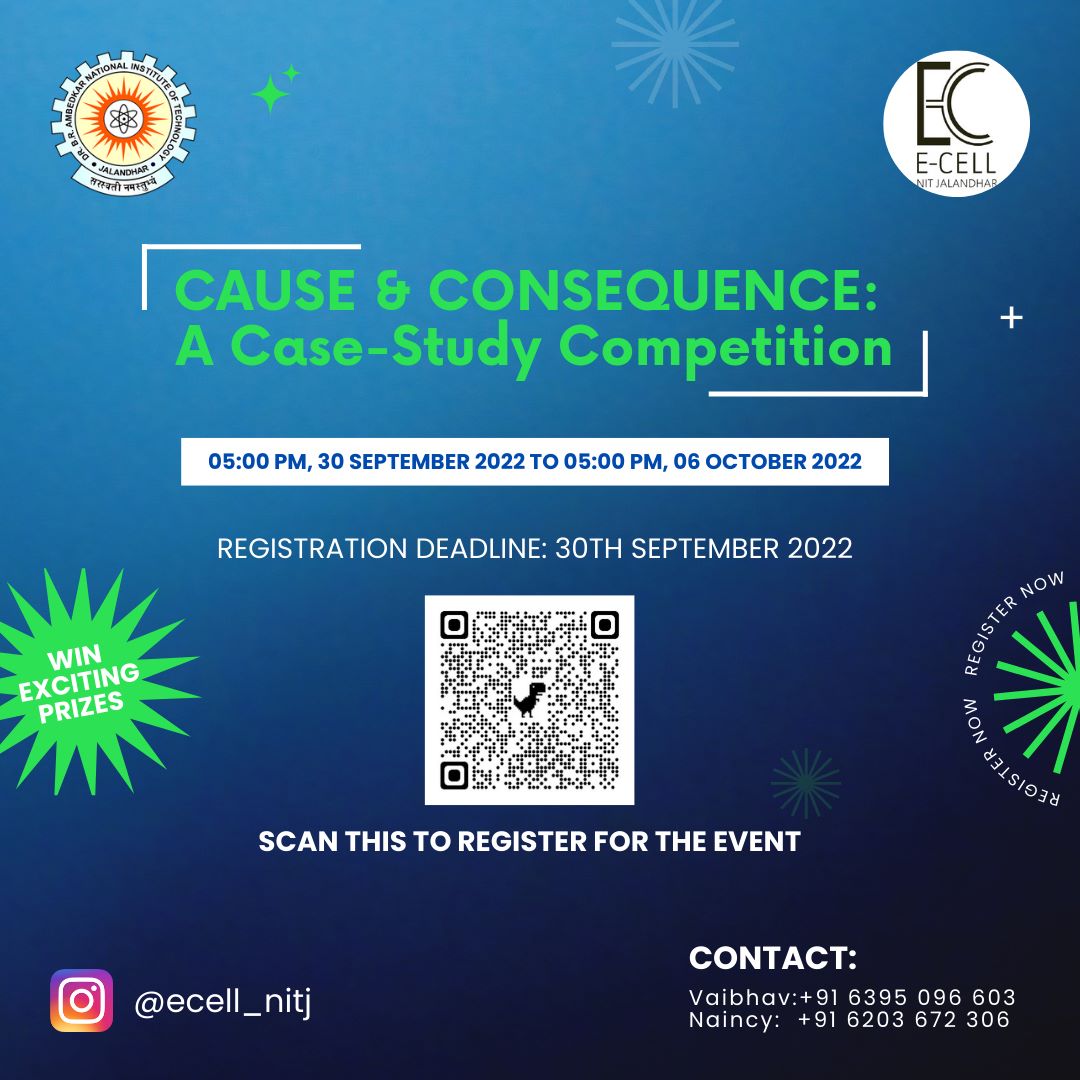 DR. B.R. AMBEDKAR NATIONAL INSTITUTE OF TECHNOLOGY
• JALANDHAR •
सरस्वती नमस्तुभ्यं
EC
E-CELL
NIT JALANDHAR
CAUSE & CONSEQUENCE:
A Case-Study Competition
05:00 PM, 30 SEPTEMBER 2022 TO 05:00 PM, 06 OCTOBER 2022
REGISTRATION DEADLINE: 30TH SEPTEMBER 2022
WIN
EXCITING
PRIZES
REGISTER NOW
REGISTER NOW
SCAN THIS TO REGISTER FOR THE EVENT
@ecell_nitj
CONTACT:
Vaibhav:+91 6395 096 603
Naincy: +91 6203 672 306